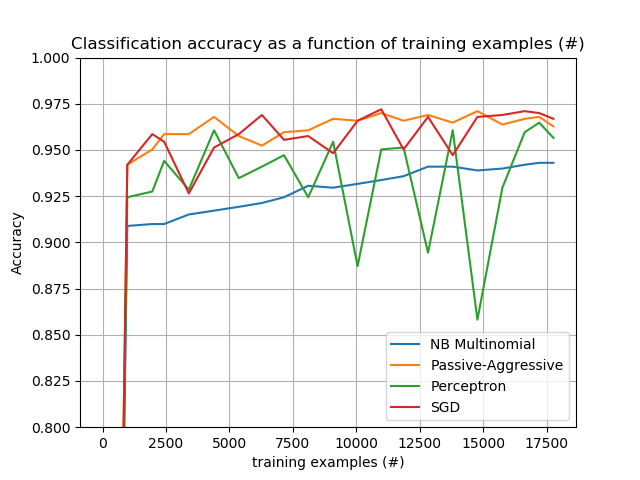 Classification accuracy as a function of training examples (#)
1.000
0.975
0.950
0.925
0.900
0.875
0.850
0.825
0.800
Accuracy
NB Multinomial
Passive-Aggressive
Perceptron
SGD
0 2500 5000 7500 10000 12500 15000 17500
training examples (#)